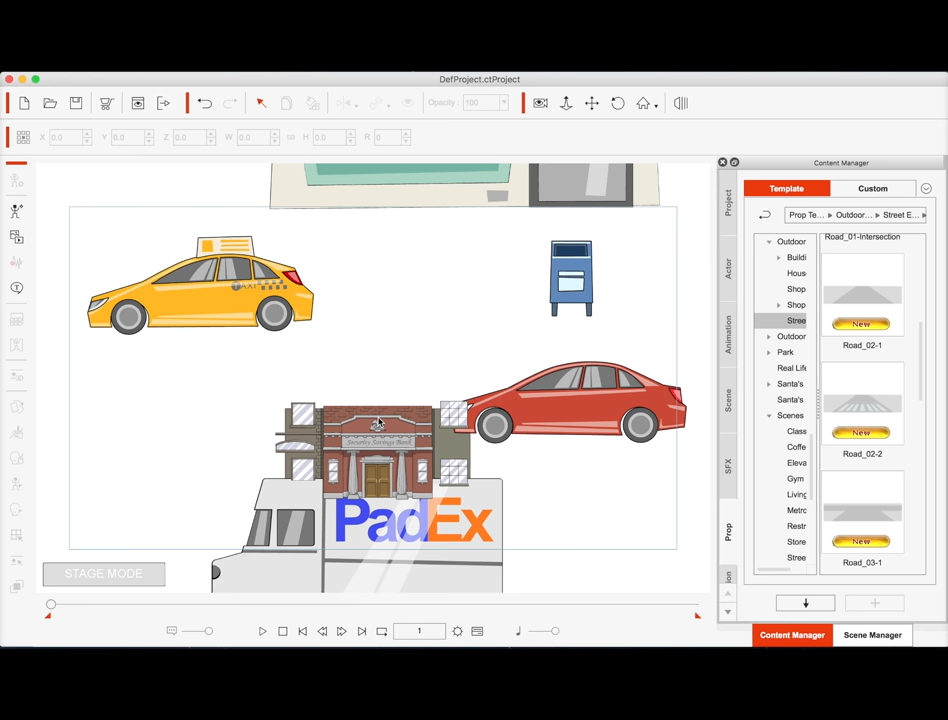 DefProject.ctProject
Opacity :
100
X 0.0 Y 0.0 Z 0.0 W 0.0 H 0.0 R 0
Content Manager
Template
Custom
Prop Te... ▸ Outdoor... ▸ Street E... ▸
Project
Actor
Animation
Scene
SFX
Prop
Outdoor
Buildi
Hous
Shop
Shop
Stree
Outdoor
Park
Real Life
Santa's
Santa's
Scenes
Class
Coffe
Eleva
Gym
Living
Metro
Restr
Store
Stree
Road_01-Intersection
New
Road_02-1
New
Road_02-2
New
Road_03-1
TAXI
Security Savings Bank
PadEx
STAGE MODE
1
Content Manager
Scene Manager